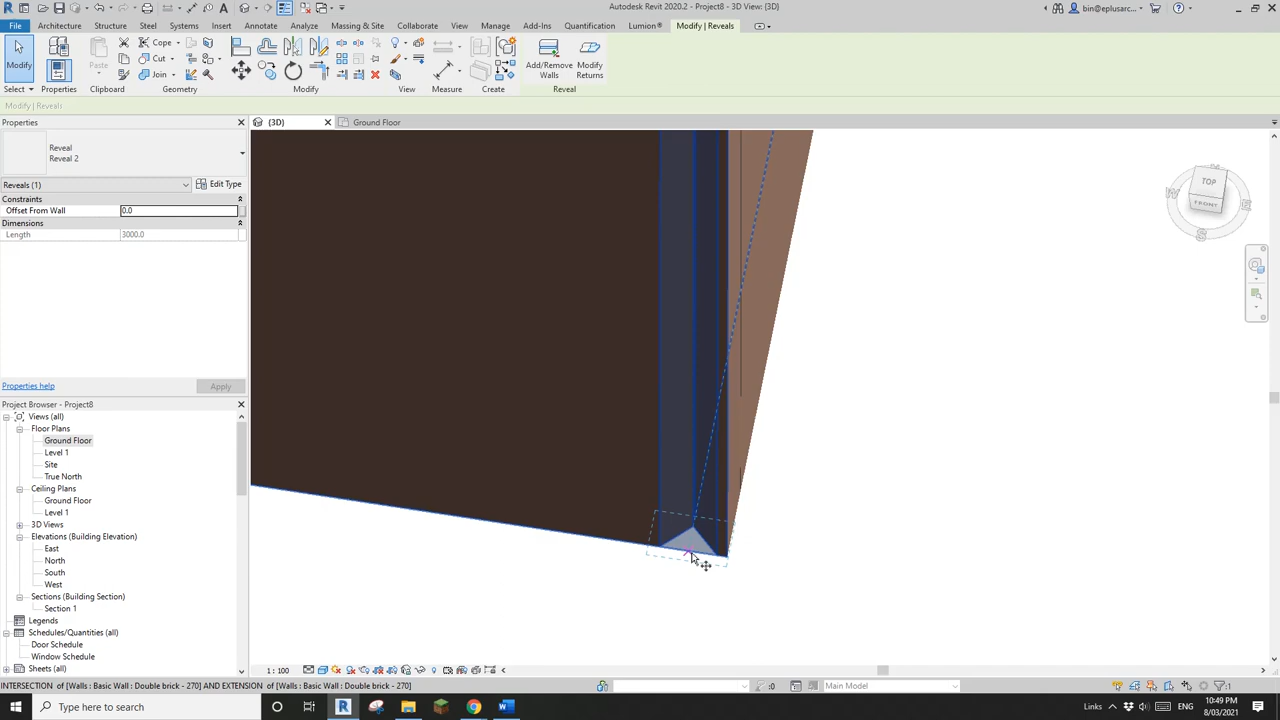 Autodesk Revit 2020.2 - Project8 - 3D View: {3D}
bin@eplusarc...
File Architecture Structure Steel Systems Insert Annotate Analyze Massing & Site Collaborate View Manage Add-Ins Quantification Lumion® Modify | Reveals
Modify Paste Cope Cut Join Add/Remove Walls Modify Returns
Select Properties Clipboard Geometry Modify View Measure Create Reveal
Modify | Reveals
Properties
{3D}
Ground Floor
Reveal
Reveal 2
Reveals (1)
Edit Type
Constraints
Offset From Wall 0.0
Dimensions
Length 3000.0
Properties help
Apply
TOP
FRONT
E
S
W
Project Browser - Project8
Views (all)
Floor Plans
Ground Floor
Level 1
Site
True North
Ceiling Plans
Ground Floor
Level 1
3D Views
Elevations (Building Elevation)
East
North
South
West
Sections (Building Section)
Section 1
Legends
Schedules/Quantities (all)
Door Schedule
Window Schedule
Sheets (all)
1 : 100
INTERSECTION of [Walls : Basic Wall : Double brick - 270] AND EXTENSION of [Walls : Basic Wall : Double brick - 270]
:0
Main Model
:1
Type here to search
Links
ENG
10:49 PM
8/03/2021